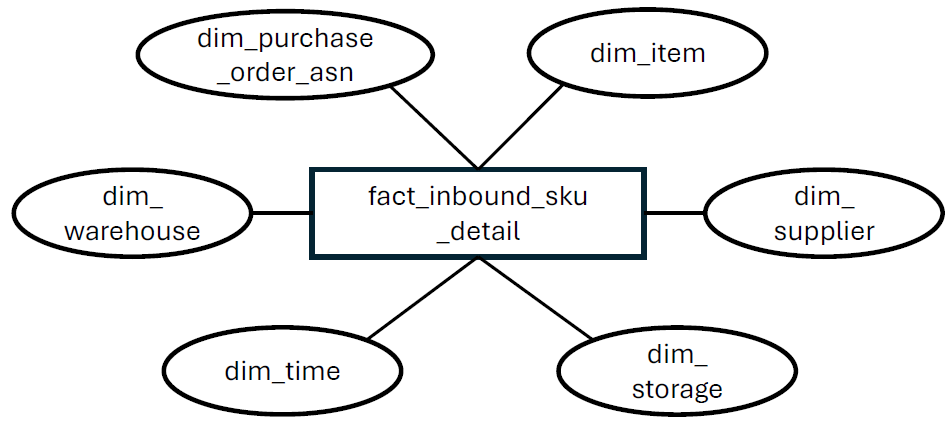 dim_purchase
_order_asn
dim_item
dim_
warehouse
fact_inbound_sku
_detail
dim_
supplier
dim_time
dim_
storage